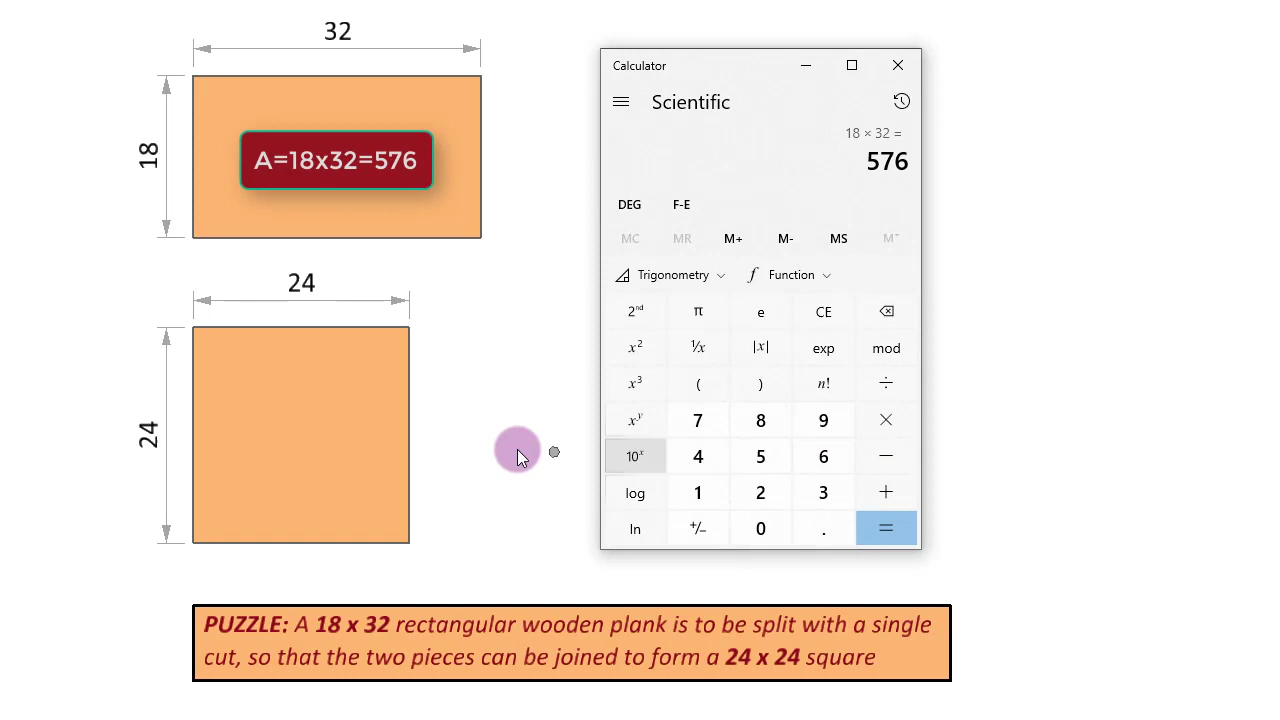 32
18
A=18x32=576
24
24
Calculator
Scientific
18 × 32 =
576
DEG F-E
MC MR M+ M- MS M˅
Trigonometry f Function
2ⁿᵈ π e CE
x² ¹/x |x| exp mod
x³ ( ) n! ÷
xʸ 7 8 9 ×
10ˣ 4 5 6 −
log 1 2 3 +
ln +/− 0 . =
PUZZLE: A 18 x 32 rectangular wooden plank is to be split with a single
cut, so that the two pieces can be joined to form a 24 x 24 square